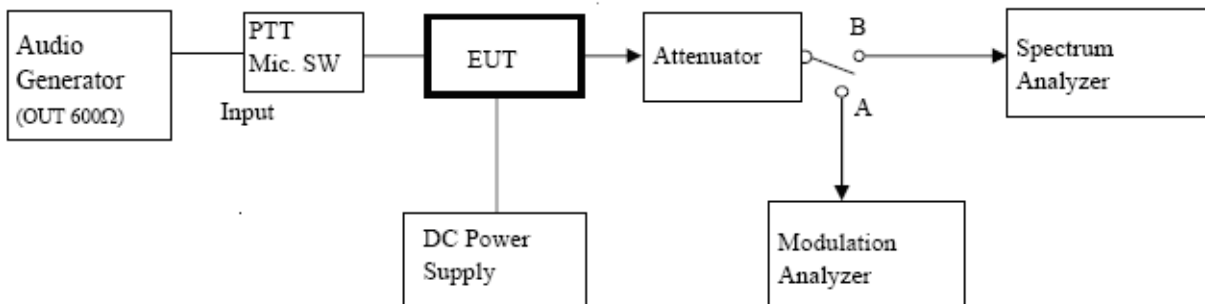 Audio
Generator
(OUT 600Ω)
PTT
Mic. SW
Input
EUT
Attenuator
B
A
Spectrum
Analyzer
DC Power
Supply
Modulation
Analyzer